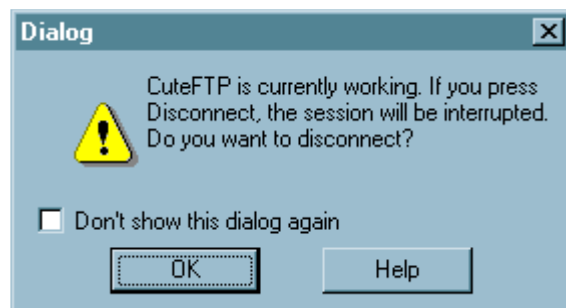 Dialog
CuteFTP is currently working. If you press
Disconnect, the session will be interrupted.
Do you want to disconnect?
Don't show this dialog again
OK
Help